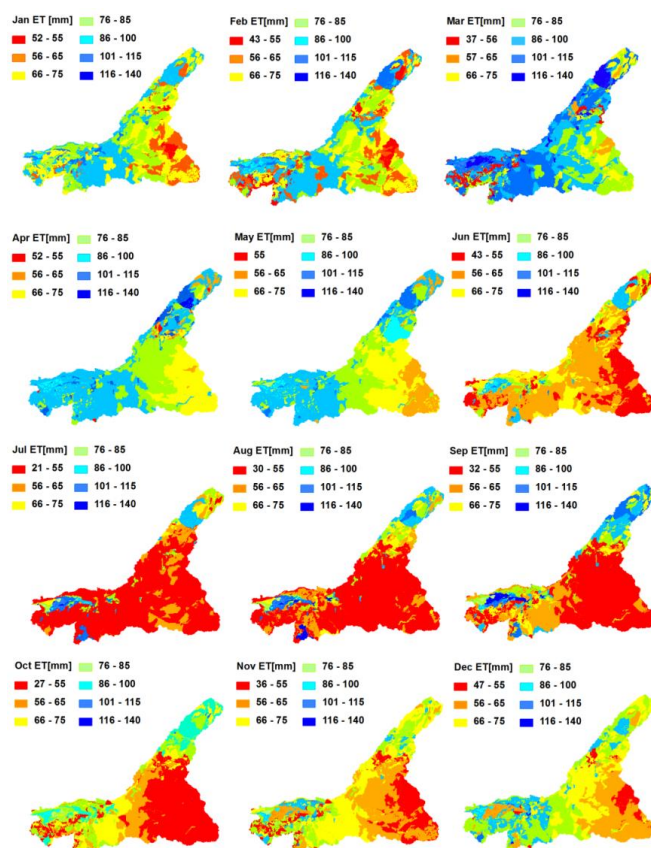 Jan ET [mm] 76 - 85
52 - 55 86 - 100
56 - 65 101 - 115
66 - 75 116 - 140
Feb ET [mm] 76 - 85
43 - 55 86 - 100
56 - 65 101 - 115
66 - 75 116 - 140
Mar ET [mm] 76 - 85
37 - 56 86 - 100
57 - 65 101 - 115
66 - 75 116 - 140
Apr ET[mm] 76 - 85
52 - 55 86 - 100
56 - 65 101 - 115
66 - 75 116 - 140
May ET[mm] 76 - 85
55 86 - 100
56 - 65 101 - 115
66 - 75 116 - 140
Jun ET[mm] 76 - 85
43 - 55 86 - 100
56 - 65 101 - 115
66 - 75 116 - 140
Jul ET[mm] 76 - 85
21 - 55 86 - 100
56 - 65 101 - 115
66 - 75 116 - 140
Aug ET[mm] 76 - 85
30 - 55 86 - 100
56 - 65 101 - 115
66 - 75 116 - 140
Sep ET[mm] 76 - 85
32 - 55 86 - 100
56 - 65 101 - 115
66 - 75 116 - 140
Oct ET[mm] 76 - 85
27 - 55 86 - 100
56 - 65 101 - 115
66 - 75 116 - 140
Nov ET[mm] 76 - 85
36 - 55 86 - 100
56 - 65 101 - 115
66 - 75 116 - 140
Dec ET[mm] 76 - 85
47 - 55 86 - 100
56 - 65 101 - 115
66 - 75 116 - 140